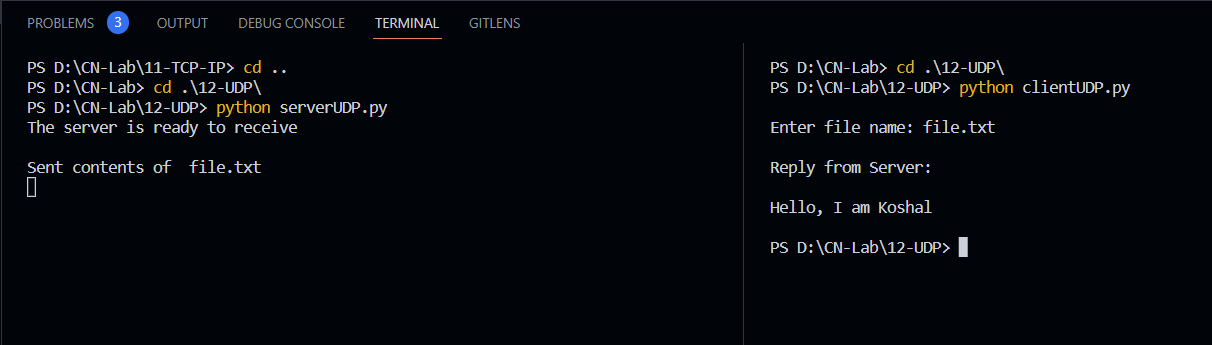 PROBLEMS 3 OUTPUT DEBUG CONSOLE TERMINAL GITLENS
PS D:\CN-Lab\11-TCP-IP> cd ..
PS D:\CN-Lab> cd .\12-UDP\
PS D:\CN-Lab\12-UDP> python serverUDP.py
The server is ready to receive
Sent contents of  file.txt
PS D:\CN-Lab> cd .\12-UDP\
PS D:\CN-Lab\12-UDP> python clientUDP.py
Enter file name: file.txt
Reply from Server:
Hello, I am Koshal
PS D:\CN-Lab\12-UDP>